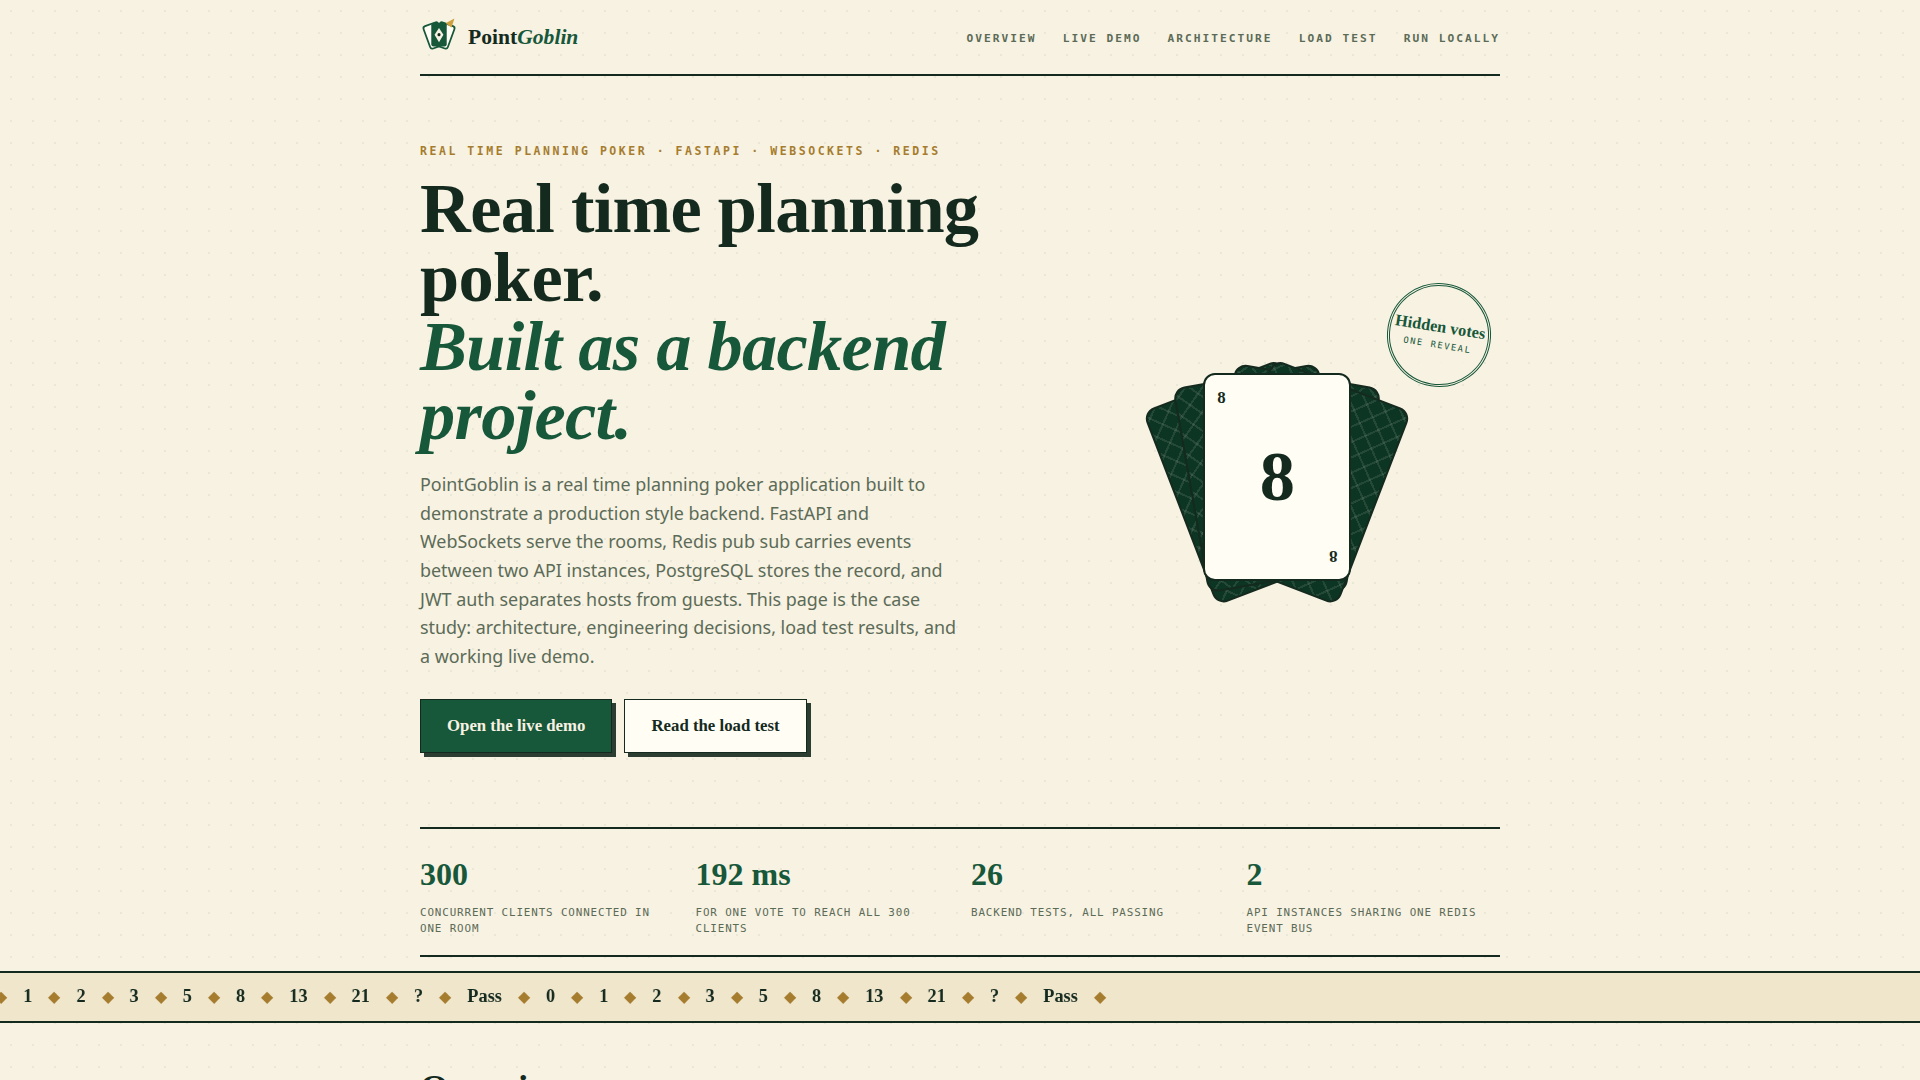 PointGoblin
OVERVIEW LIVE DEMO ARCHITECTURE LOAD TEST RUN LOCALLY
REAL TIME PLANNING POKER · FASTAPI · WEBSOCKETS · REDIS
Real time planning
poker.
Built as a backend
project.
PointGoblin is a real time planning poker application built to
demonstrate a production style backend. FastAPI and
WebSockets serve the rooms, Redis pub sub carries events
between two API instances, PostgreSQL stores the record, and
JWT auth separates hosts from guests. This page is the case
study: architecture, engineering decisions, load test results, and
a working live demo.
Open the live demo
Read the load test
Hidden votes
ONE REVEAL
8
8
8
300
CONCURRENT CLIENTS CONNECTED IN
ONE ROOM
192 ms
FOR ONE VOTE TO REACH ALL 300
CLIENTS
26
BACKEND TESTS, ALL PASSING
2
API INSTANCES SHARING ONE REDIS
EVENT BUS
◆ 1 ◆ 2 ◆ 3 ◆ 5 ◆ 8 ◆ 13 ◆ 21 ◆ ? ◆ Pass ◆ 0 ◆ 1 ◆ 2 ◆ 3 ◆ 5 ◆ 8 ◆ 13 ◆ 21 ◆ ? ◆ Pass ◆